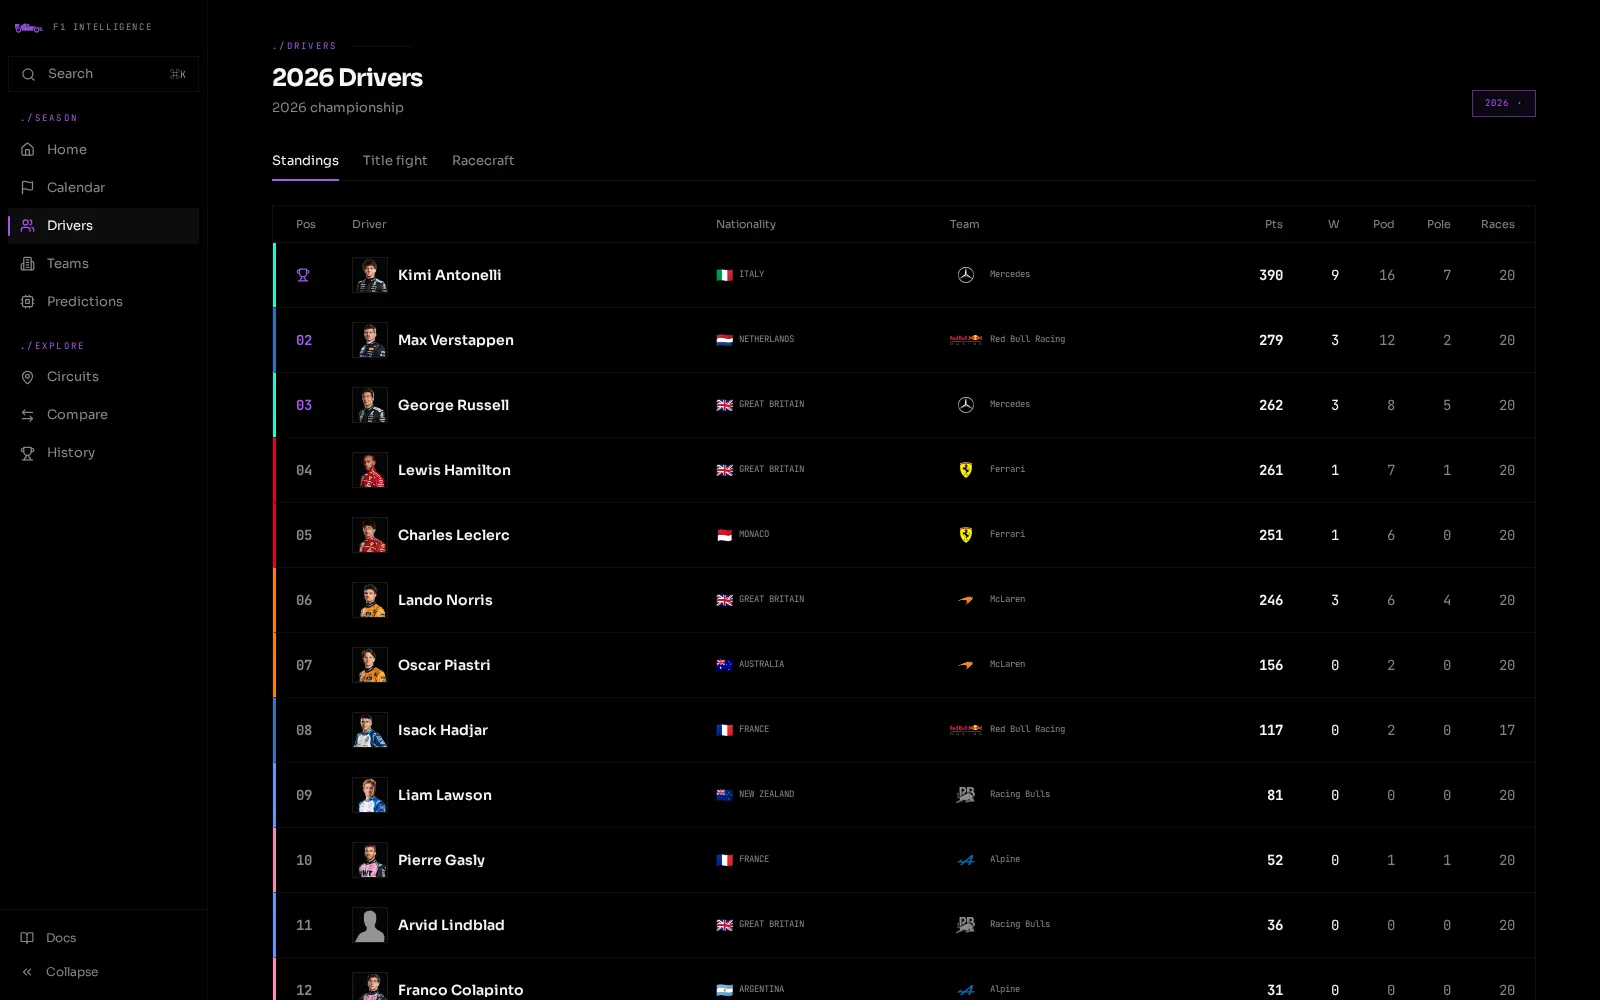 F1 INTELLIGENCE
Search ⌘K
./SEASON
Home
Calendar
Drivers
Teams
Predictions
./EXPLORE
Circuits
Compare
History
Docs
Collapse
./DRIVERS
2026 Drivers
2026 championship
2026 ·
Standings Title fight Racecraft
Pos Driver Nationality Team Pts W Pod Pole Races
Kimi Antonelli ITALY Mercedes 390 9 16 7 20
02 Max Verstappen NETHERLANDS Red Bull Racing 279 3 12 2 20
03 George Russell GREAT BRITAIN Mercedes 262 3 8 5 20
04 Lewis Hamilton GREAT BRITAIN Ferrari 261 1 7 1 20
05 Charles Leclerc MONACO Ferrari 251 1 6 0 20
06 Lando Norris GREAT BRITAIN McLaren 246 3 6 4 20
07 Oscar Piastri AUSTRALIA McLaren 156 0 2 0 20
08 Isack Hadjar FRANCE Red Bull Racing 117 0 2 0 17
09 Liam Lawson NEW ZEALAND Racing Bulls 81 0 0 0 20
10 Pierre Gasly FRANCE Alpine 52 0 1 1 20
11 Arvid Lindblad GREAT BRITAIN Racing Bulls 36 0 0 0 20
12 Franco Colapinto ARGENTINA Alpine 31 0 0 0 20